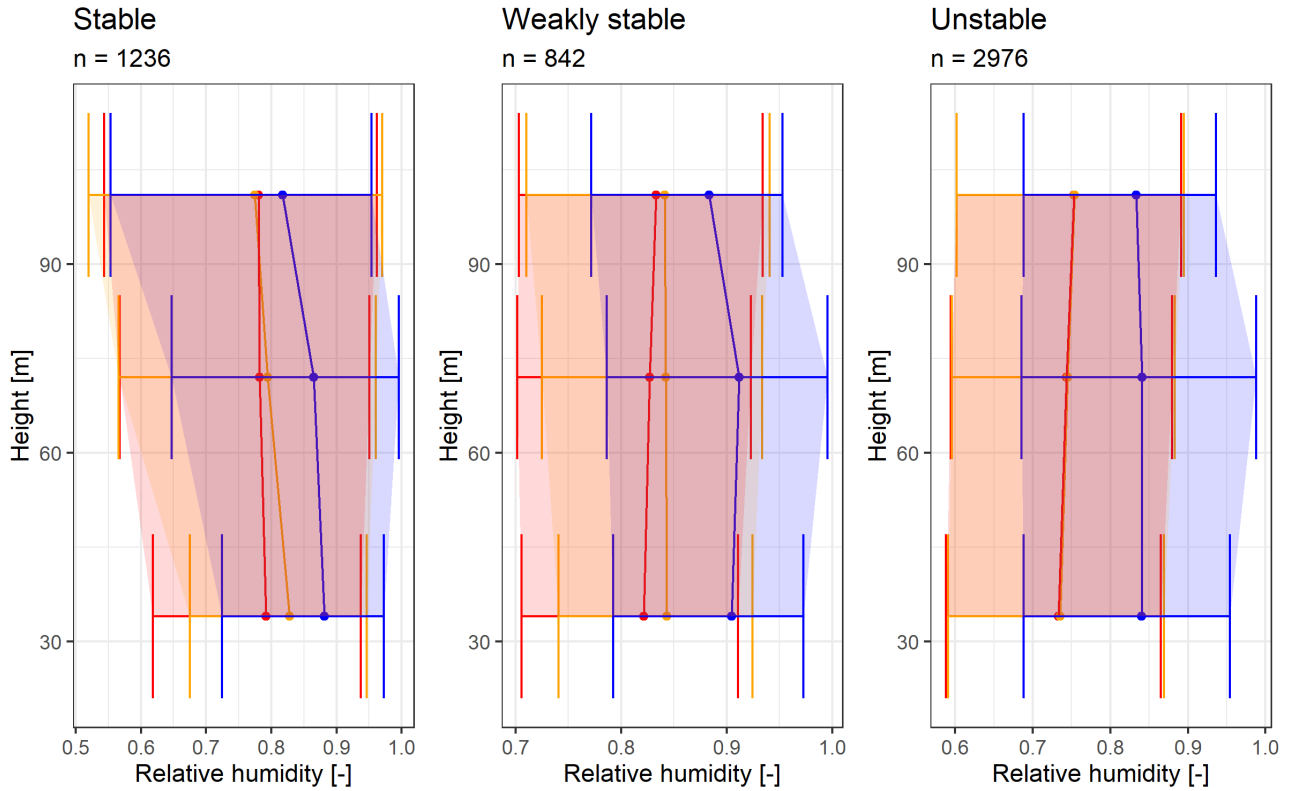 Stable
n = 1236
Height [m]
90
60
30
0.5 0.6 0.7 0.8 0.9 1.0
Relative humidity [-]
Weakly stable
n = 842
Height [m]
90
60
30
0.7 0.8 0.9 1.0
Relative humidity [-]
Unstable
n = 2976
Height [m]
90
60
30
0.6 0.7 0.8 0.9 1.0
Relative humidity [-]